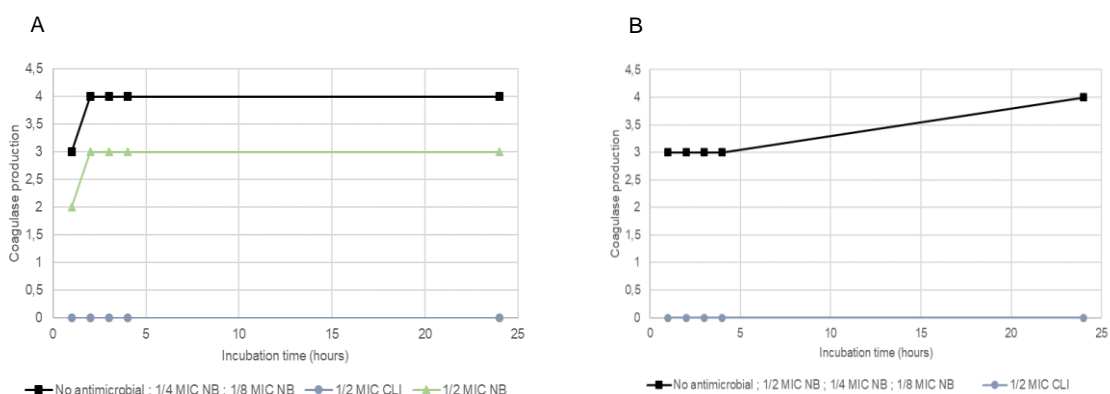 A
4,5
4
3,5
3
2,5
2
1,5
1
0,5
0
Coagulase production
0 5 10 15 20 25
Incubation time (hours)
No antimicrobial ; 1/4 MIC NB ; 1/8 MIC NB 1/2 MIC CLI 1/2 MIC NB
B
4,5
4
3,5
3
2,5
2
1,5
1
0,5
0
Coagulase production
0 5 10 15 20 25
Incubation time (hours)
No antimicrobial ; 1/2 MIC NB ; 1/4 MIC NB ; 1/8 MIC NB 1/2 MIC CLI